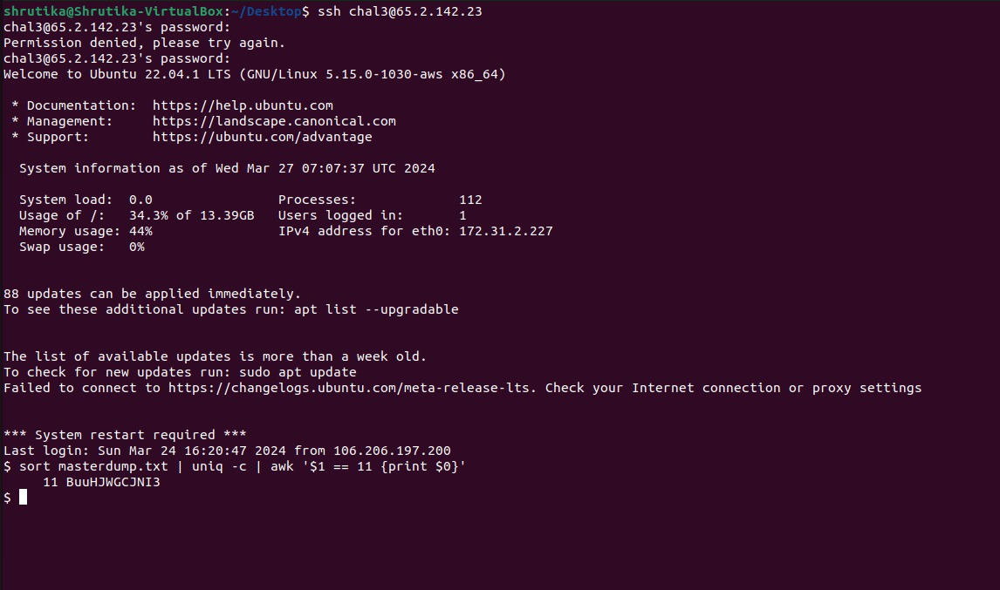 shrutika@Shrutika-VirtualBox:~/Desktop$ ssh chal3@65.2.142.23
chal3@65.2.142.23's password:
Permission denied, please try again.
chal3@65.2.142.23's password:
Welcome to Ubuntu 22.04.1 LTS (GNU/Linux 5.15.0-1030-aws x86_64)
 * Documentation:  https://help.ubuntu.com
 * Management:     https://landscape.canonical.com
 * Support:        https://ubuntu.com/advantage
  System information as of Wed Mar 27 07:07:37 UTC 2024
  System load:  0.0                Processes:             112
  Usage of /:   34.3% of 13.39GB   Users logged in:       1
  Memory usage: 44%                IPv4 address for eth0: 172.31.2.227
  Swap usage:   0%
88 updates can be applied immediately.
To see these additional updates run: apt list --upgradable
The list of available updates is more than a week old.
To check for new updates run: sudo apt update
Failed to connect to https://changelogs.ubuntu.com/meta-release-lts. Check your Internet connection or proxy settings
*** System restart required ***
Last login: Sun Mar 24 16:20:47 2024 from 106.206.197.200
$ sort masterdump.txt | uniq -c | awk '$1 == 11 {print $0}'
     11 BuuHJWGCJNI3
$